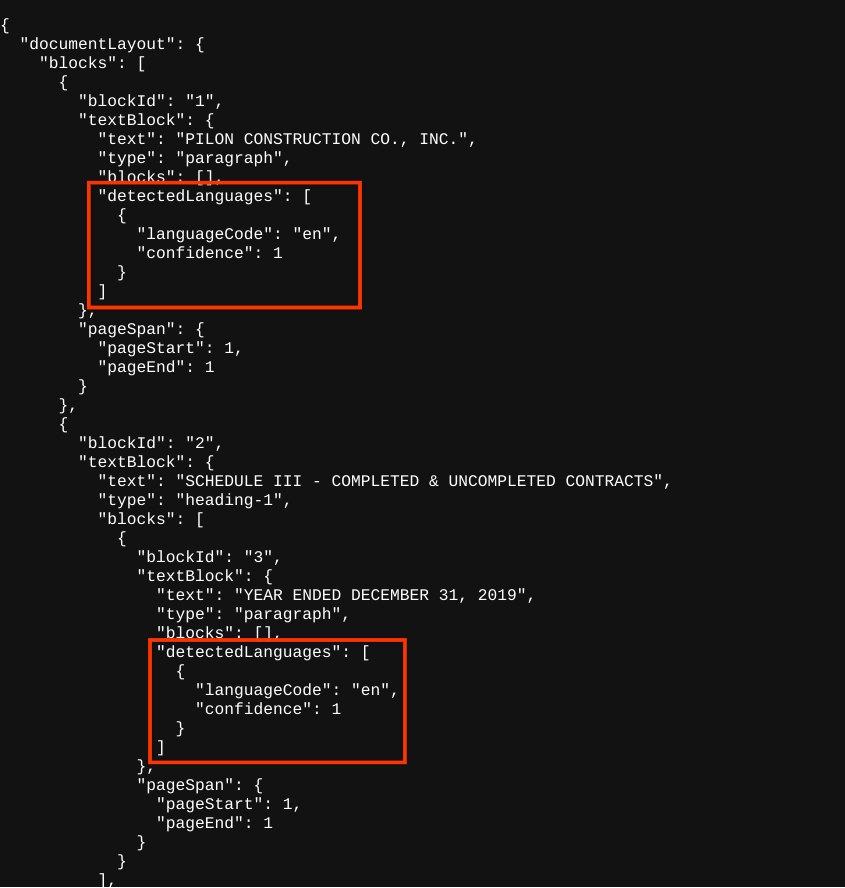 {
  "documentLayout": {
    "blocks": [
      {
        "blockId": "1",
        "textBlock": {
          "text": "PILON CONSTRUCTION CO., INC.",
          "type": "paragraph",
          "blocks": [],
          "detectedLanguages": [
            {
              "languageCode": "en",
              "confidence": 1
            }
          ]
        },
        "pageSpan": {
          "pageStart": 1,
          "pageEnd": 1
        }
      },
      {
        "blockId": "2",
        "textBlock": {
          "text": "SCHEDULE III - COMPLETED & UNCOMPLETED CONTRACTS",
          "type": "heading-1",
          "blocks": [
            {
              "blockId": "3",
              "textBlock": {
                "text": "YEAR ENDED DECEMBER 31, 2019",
                "type": "paragraph",
                "blocks": [],
                "detectedLanguages": [
                  {
                    "languageCode": "en",
                    "confidence": 1
                  }
                ]
              },
              "pageSpan": {
                "pageStart": 1,
                "pageEnd": 1
              }
            }
          ],